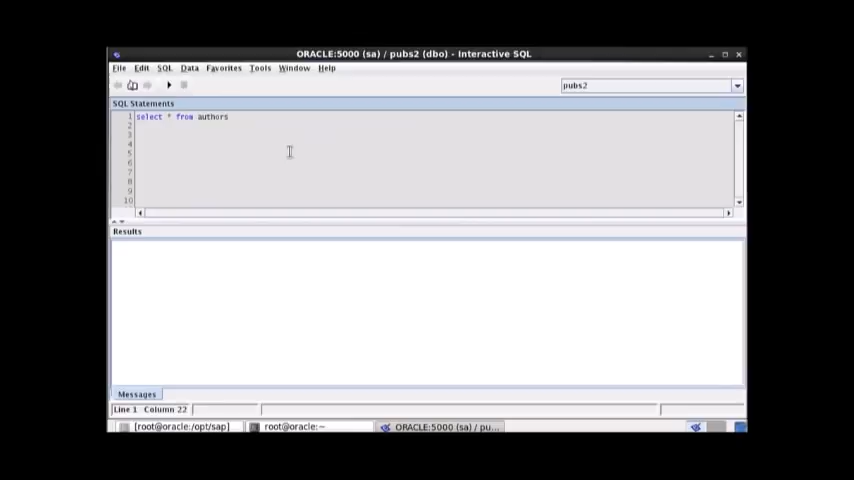 ORACLE:5000 (sa) / pubs2 (dbo) - Interactive SQL
File Edit SQL Data Favorites Tools Window Help
pubs2
SQL Statements
1 select * from authors
2
3
4
5
6
7
8
9
10
Results
Messages
Line 1 Column 22
[root@oracle:/opt/sap] root@oracle:~ ORACLE:5000 (sa) / pu...